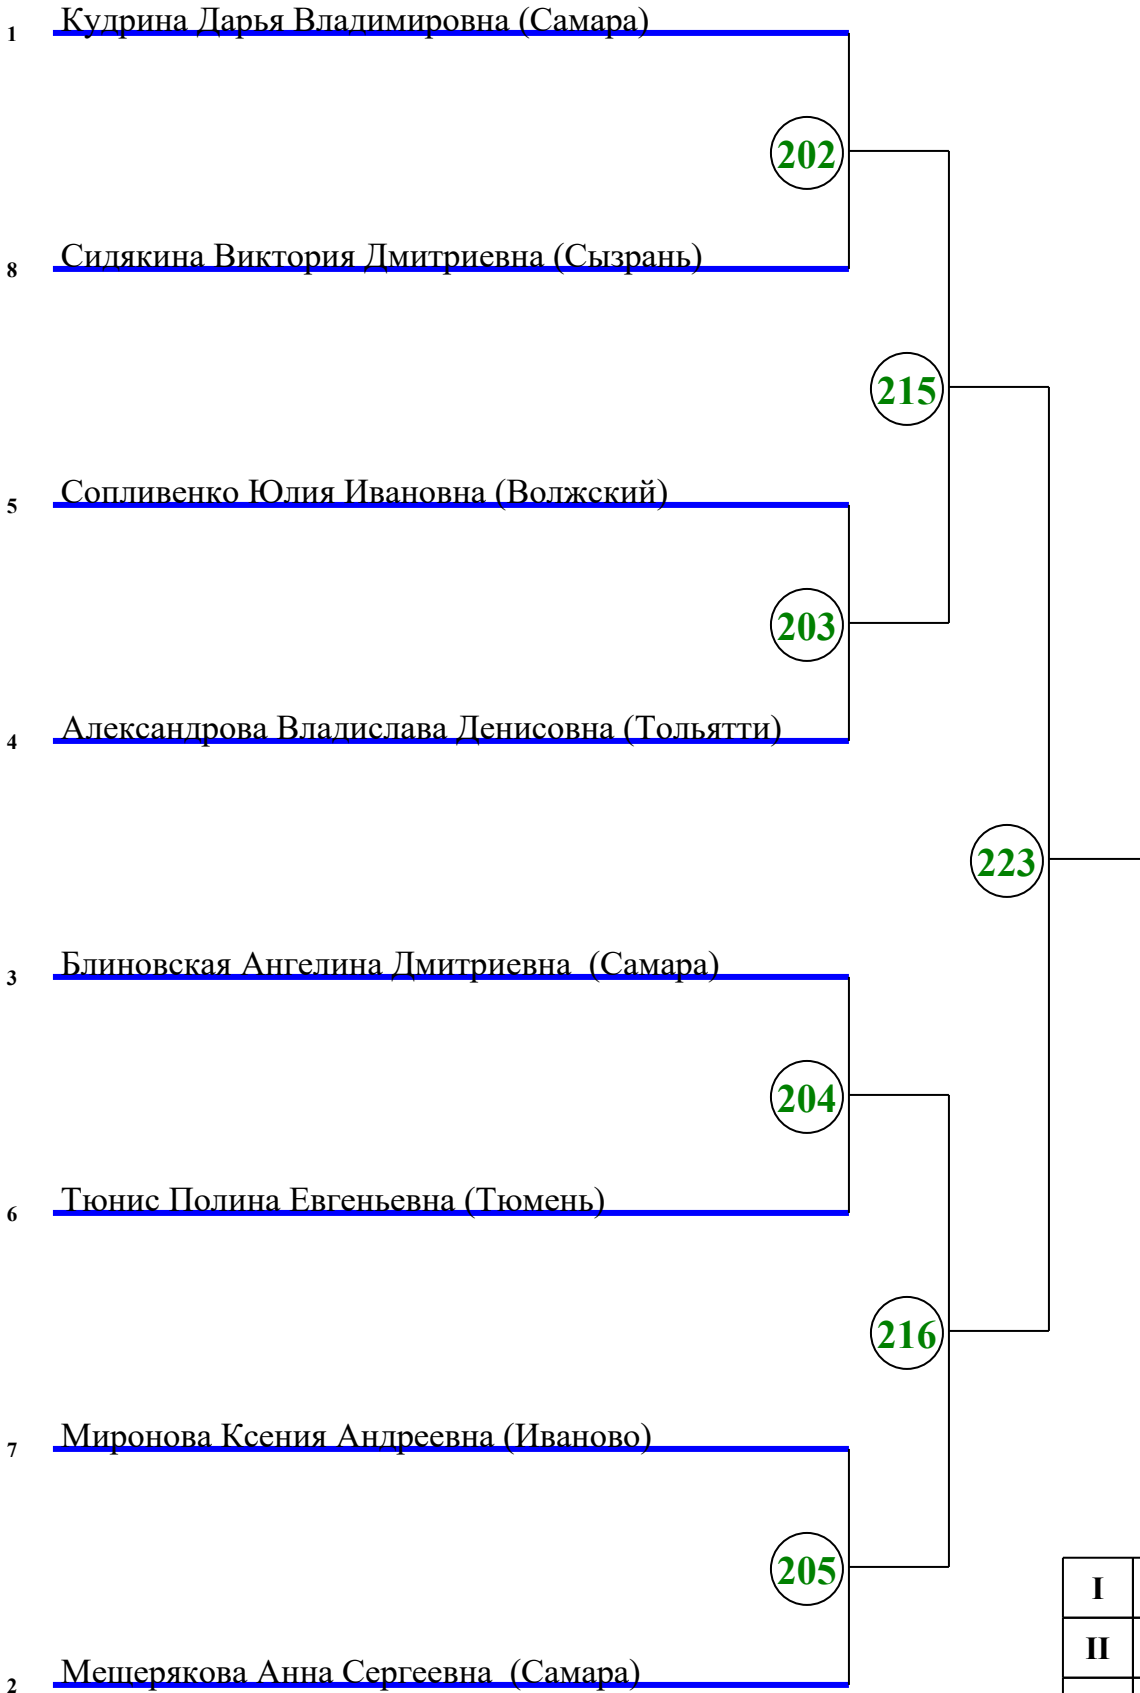 1 Кудрина Дарья Владимировна (Самара)
202
8 Сидякина Виктория Дмитриевна (Сызрань)
215
5 Сопливенко Юлия Ивановна (Волжский)
203
4 Александрова Владислава Денисовна (Тольятти)
223
3 Блиновская Ангелина Дмитриевна (Самара)
204
6 Тюнис Полина Евгеньевна (Тюмень)
216
7 Миронова Ксения Андреевна (Иваново)
205
I
II
2 Мещерякова Анна Сергеевна (Самара)